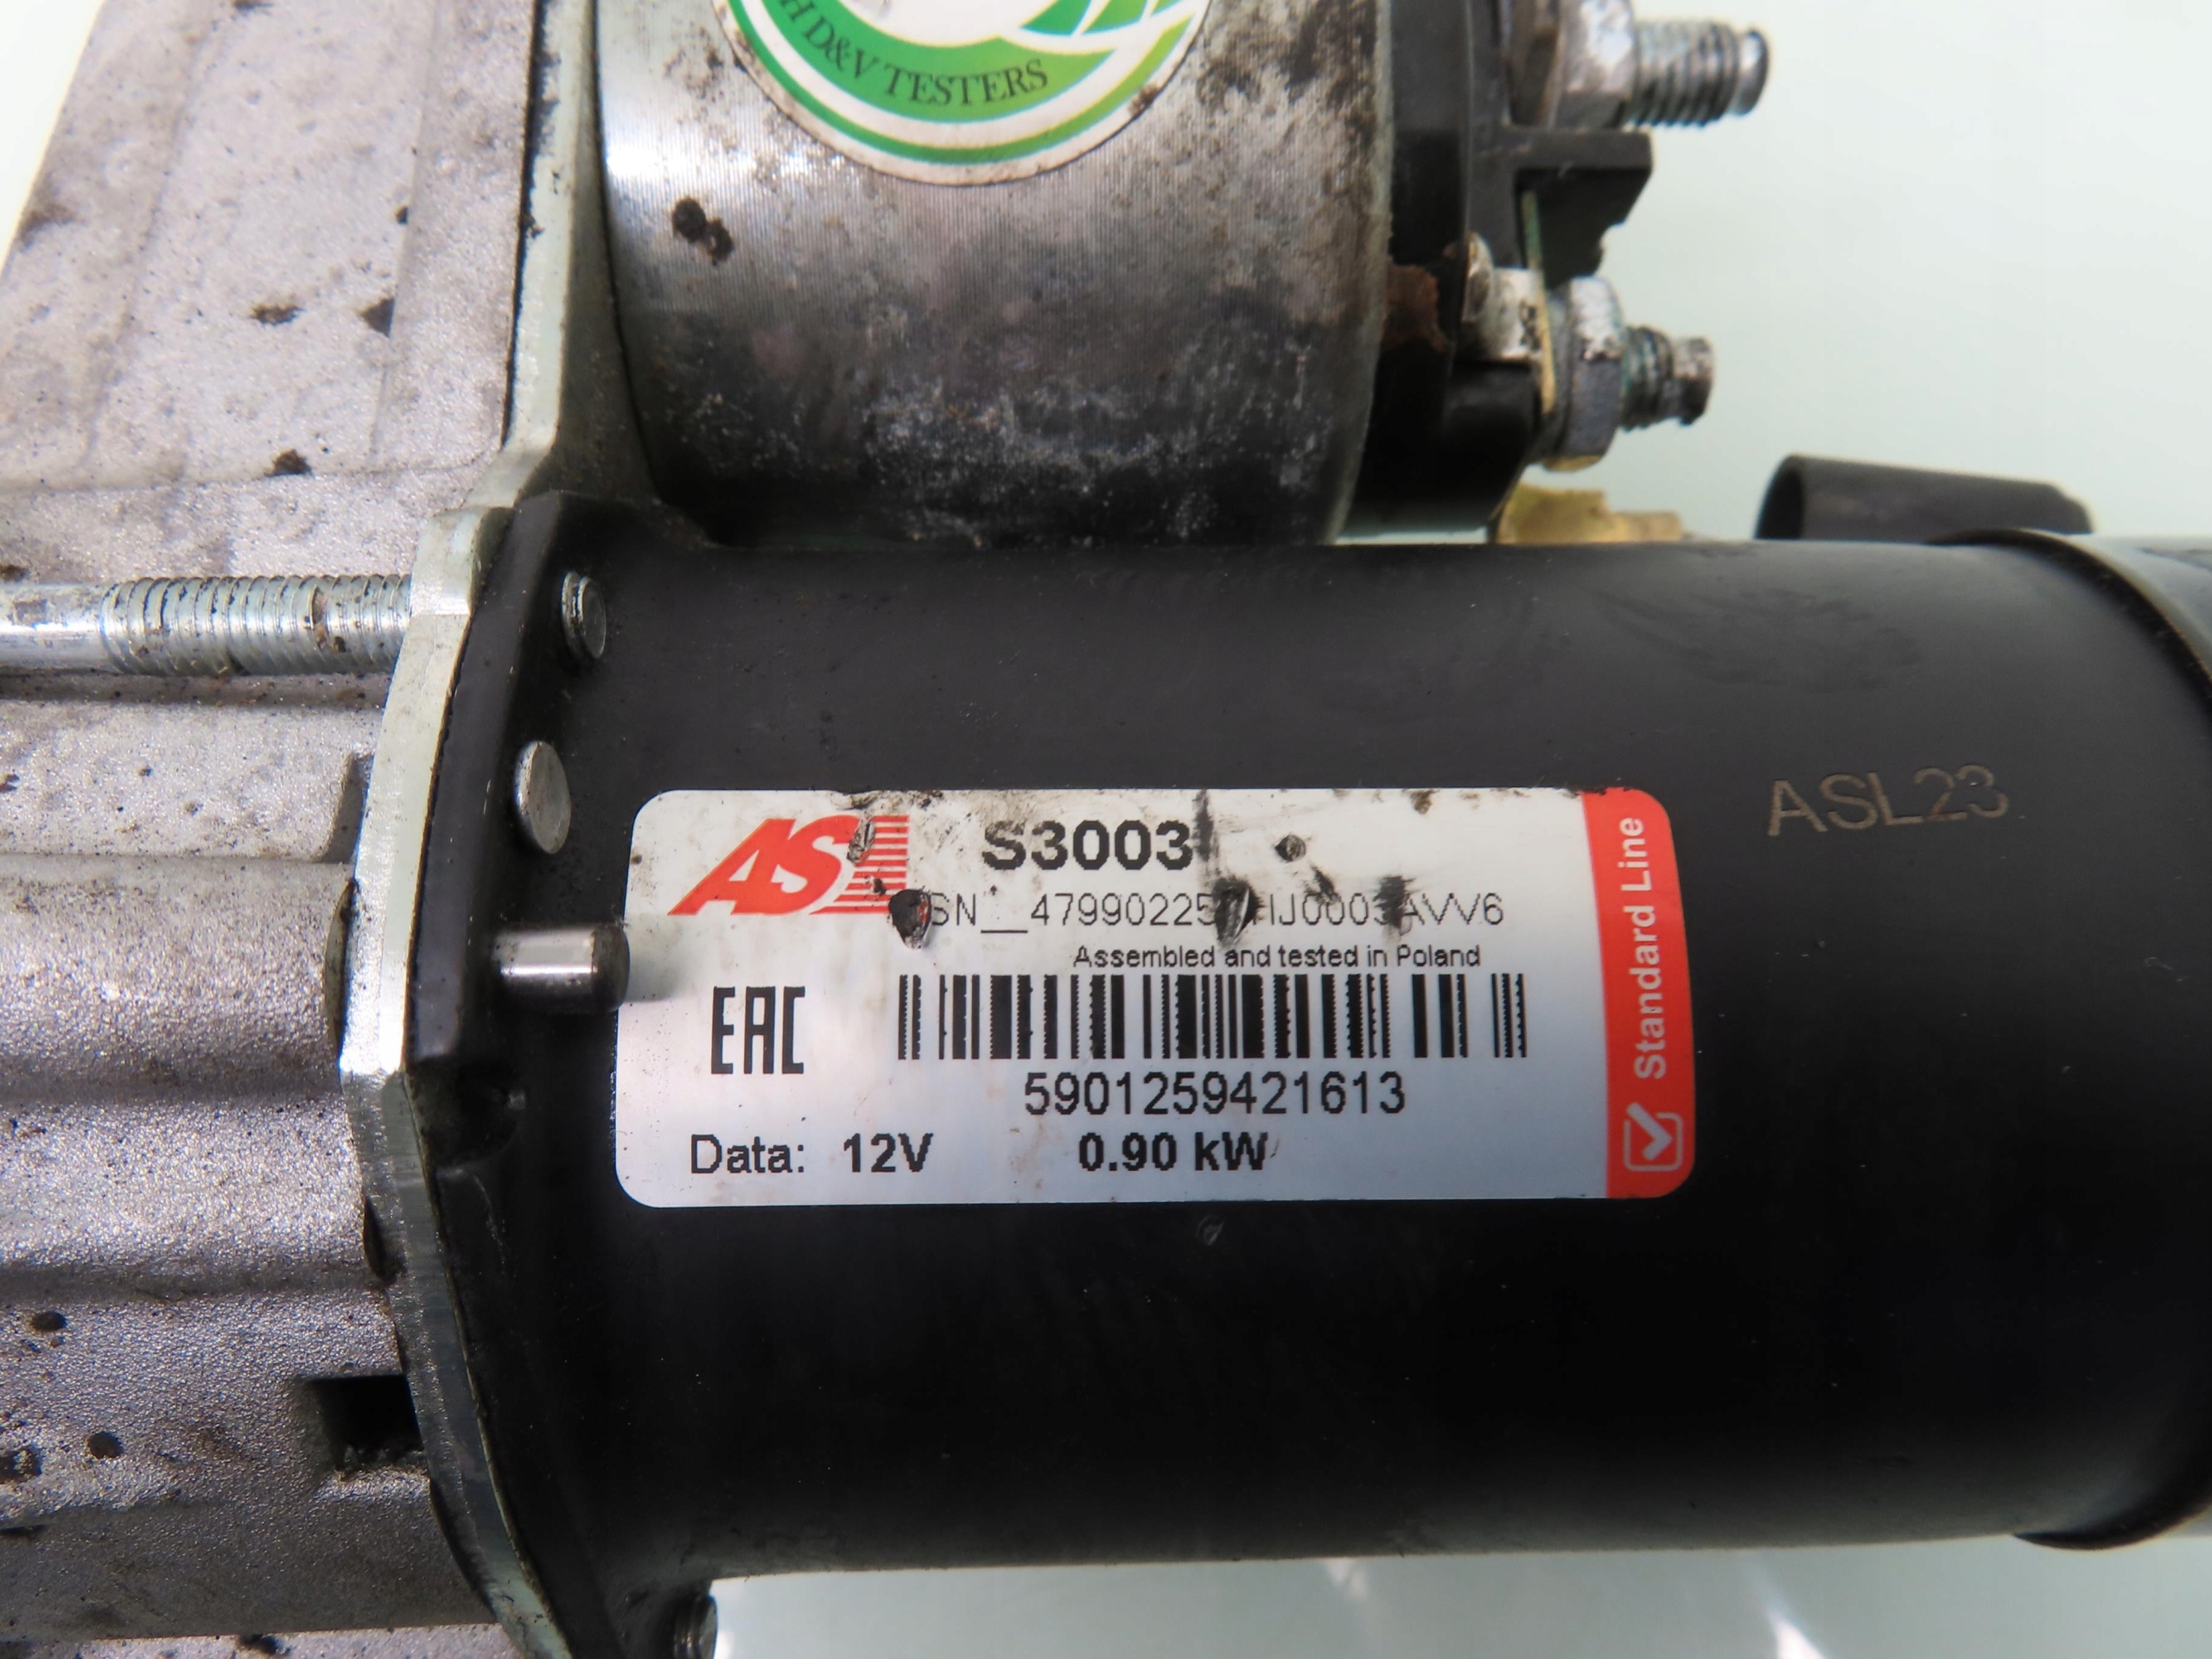 D&V TESTERS
AS
S3003
Assembled and tested in Poland
EAC
5901259421613
Data: 12V 0.90 kW
Standard Line
ASL23